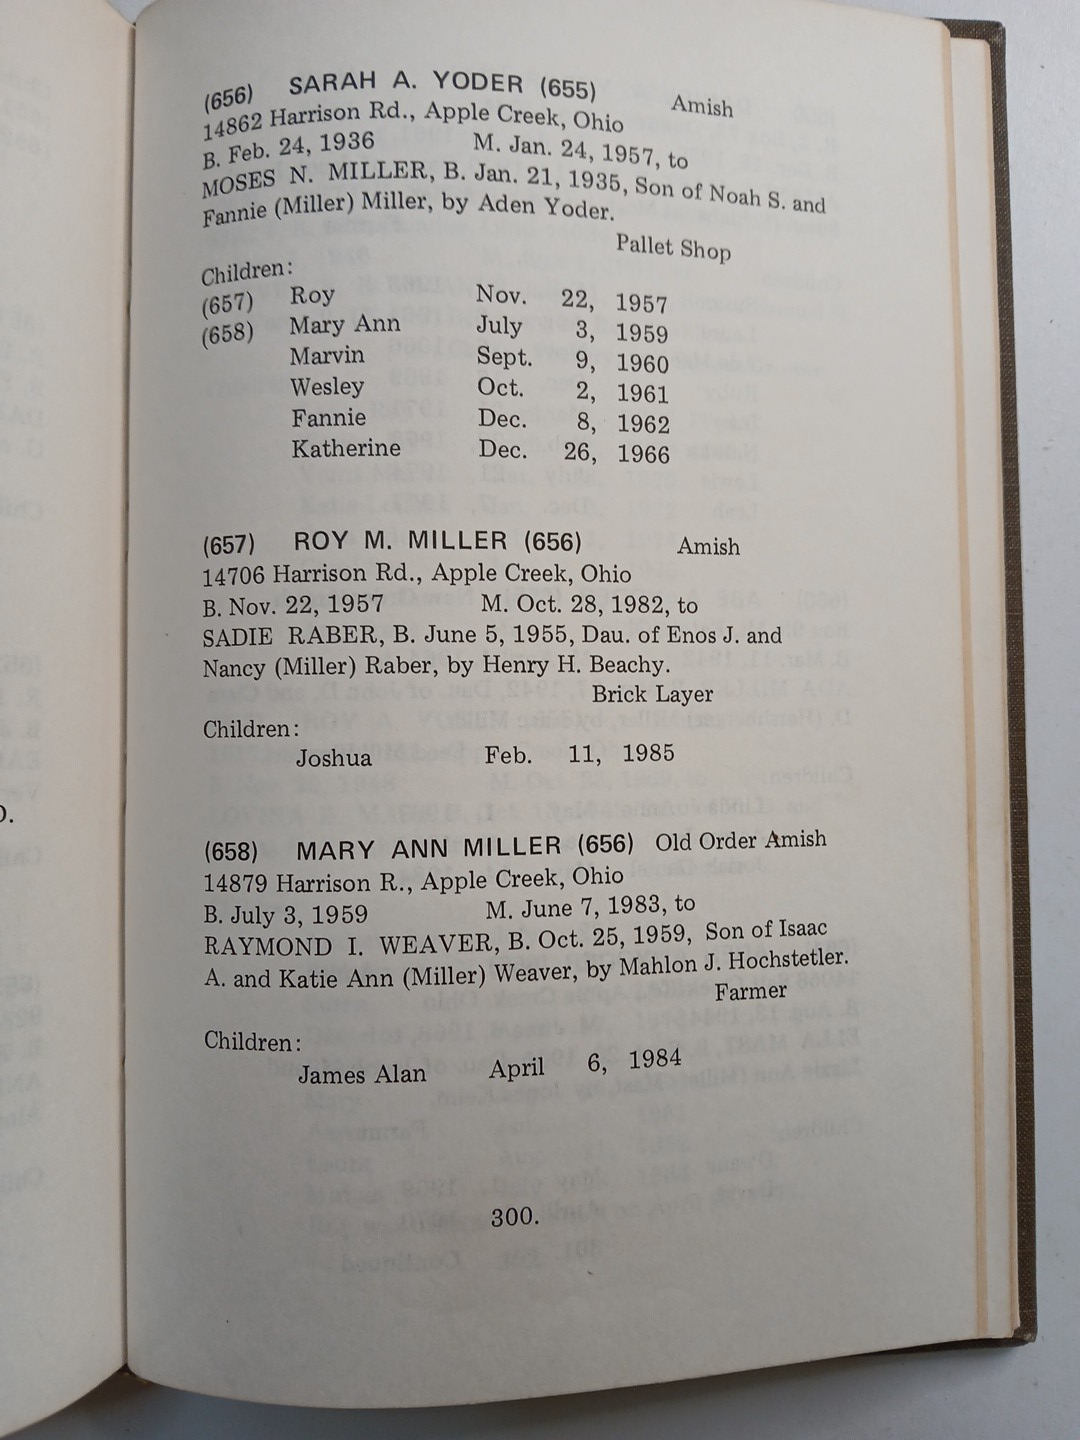 (656) SARAH A. YODER (655) Amish
14862 Harrison Rd., Apple Creek, Ohio
B. Feb. 24, 1936 M. Jan. 24, 1957, to
MOSES N. MILLER, B. Jan. 21, 1935, Son of Noah S. and
Fannie (Miller) Miller, by Aden Yoder.
Pallet Shop
Children:
(657) Roy Nov. 22, 1957
(658) Mary Ann July 3, 1959
Marvin Sept. 9, 1960
Wesley Oct. 2, 1961
Fannie Dec. 8, 1962
Katherine Dec. 26, 1966
(657) ROY M. MILLER (656) Amish
14706 Harrison Rd., Apple Creek, Ohio
B. Nov. 22, 1957 M. Oct. 28, 1982, to
SADIE RABER, B. June 5, 1955, Dau. of Enos J. and
Nancy (Miller) Raber, by Henry H. Beachy.
Brick Layer
Children:
Joshua Feb. 11, 1985
(658) MARY ANN MILLER (656) Old Order Amish
14879 Harrison R., Apple Creek, Ohio
B. July 3, 1959 M. June 7, 1983, to
RAYMOND I. WEAVER, B. Oct. 25, 1959, Son of Isaac
A. and Katie Ann (Miller) Weaver, by Mahlon J. Hochstetler.
Farmer
Children:
James Alan April 6, 1984
300.